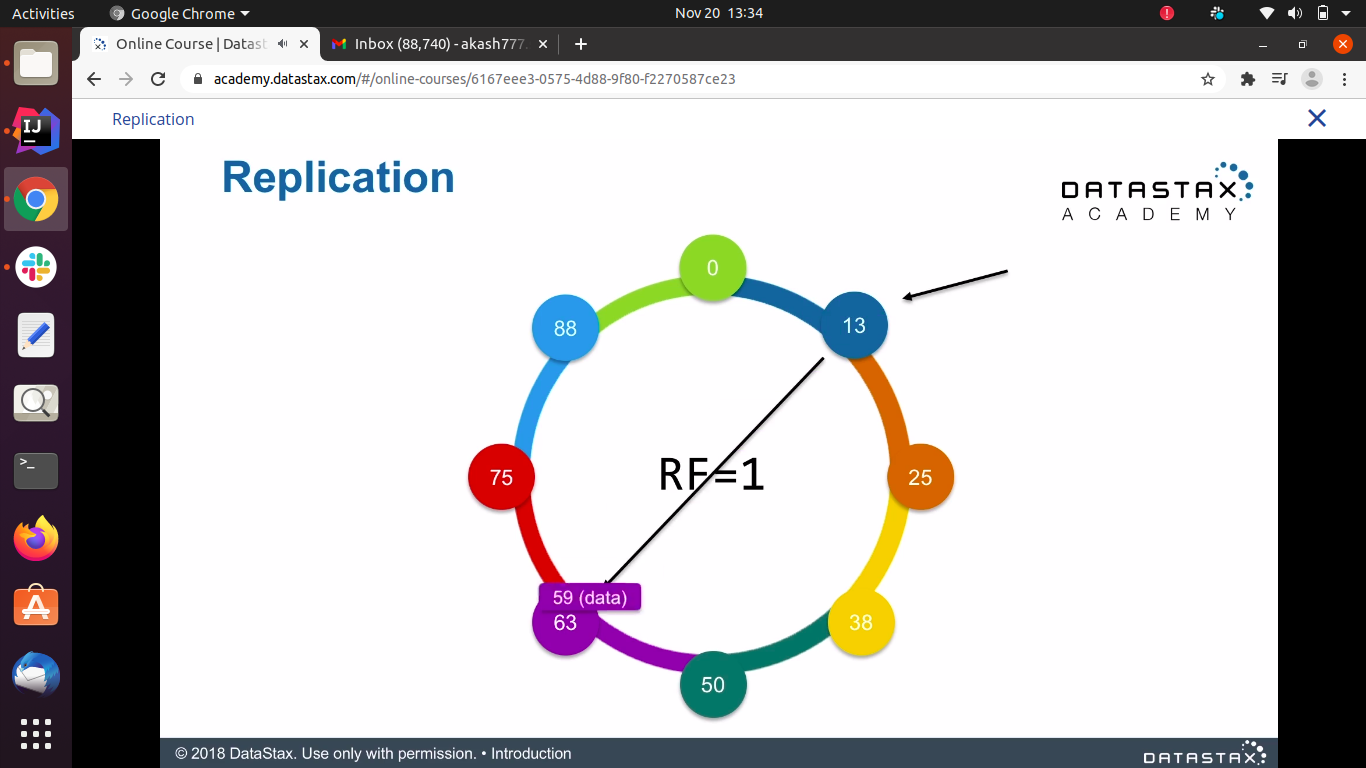 Activities
Google Chrome
Nov 20 13:34
Online Course | Datast
Inbox (88,740) - akash777
academy.datastax.com/#/online-courses/6167eee3-0575-4d88-9f80-f2270587ce23
Replication
Replication
DATASTAX
ACADEMY
0
88
13
75
RF=1
25
59 (data)
63
38
50
© 2018 DataStax. Use only with permission. • Introduction
DATASTAX
IJ
>_